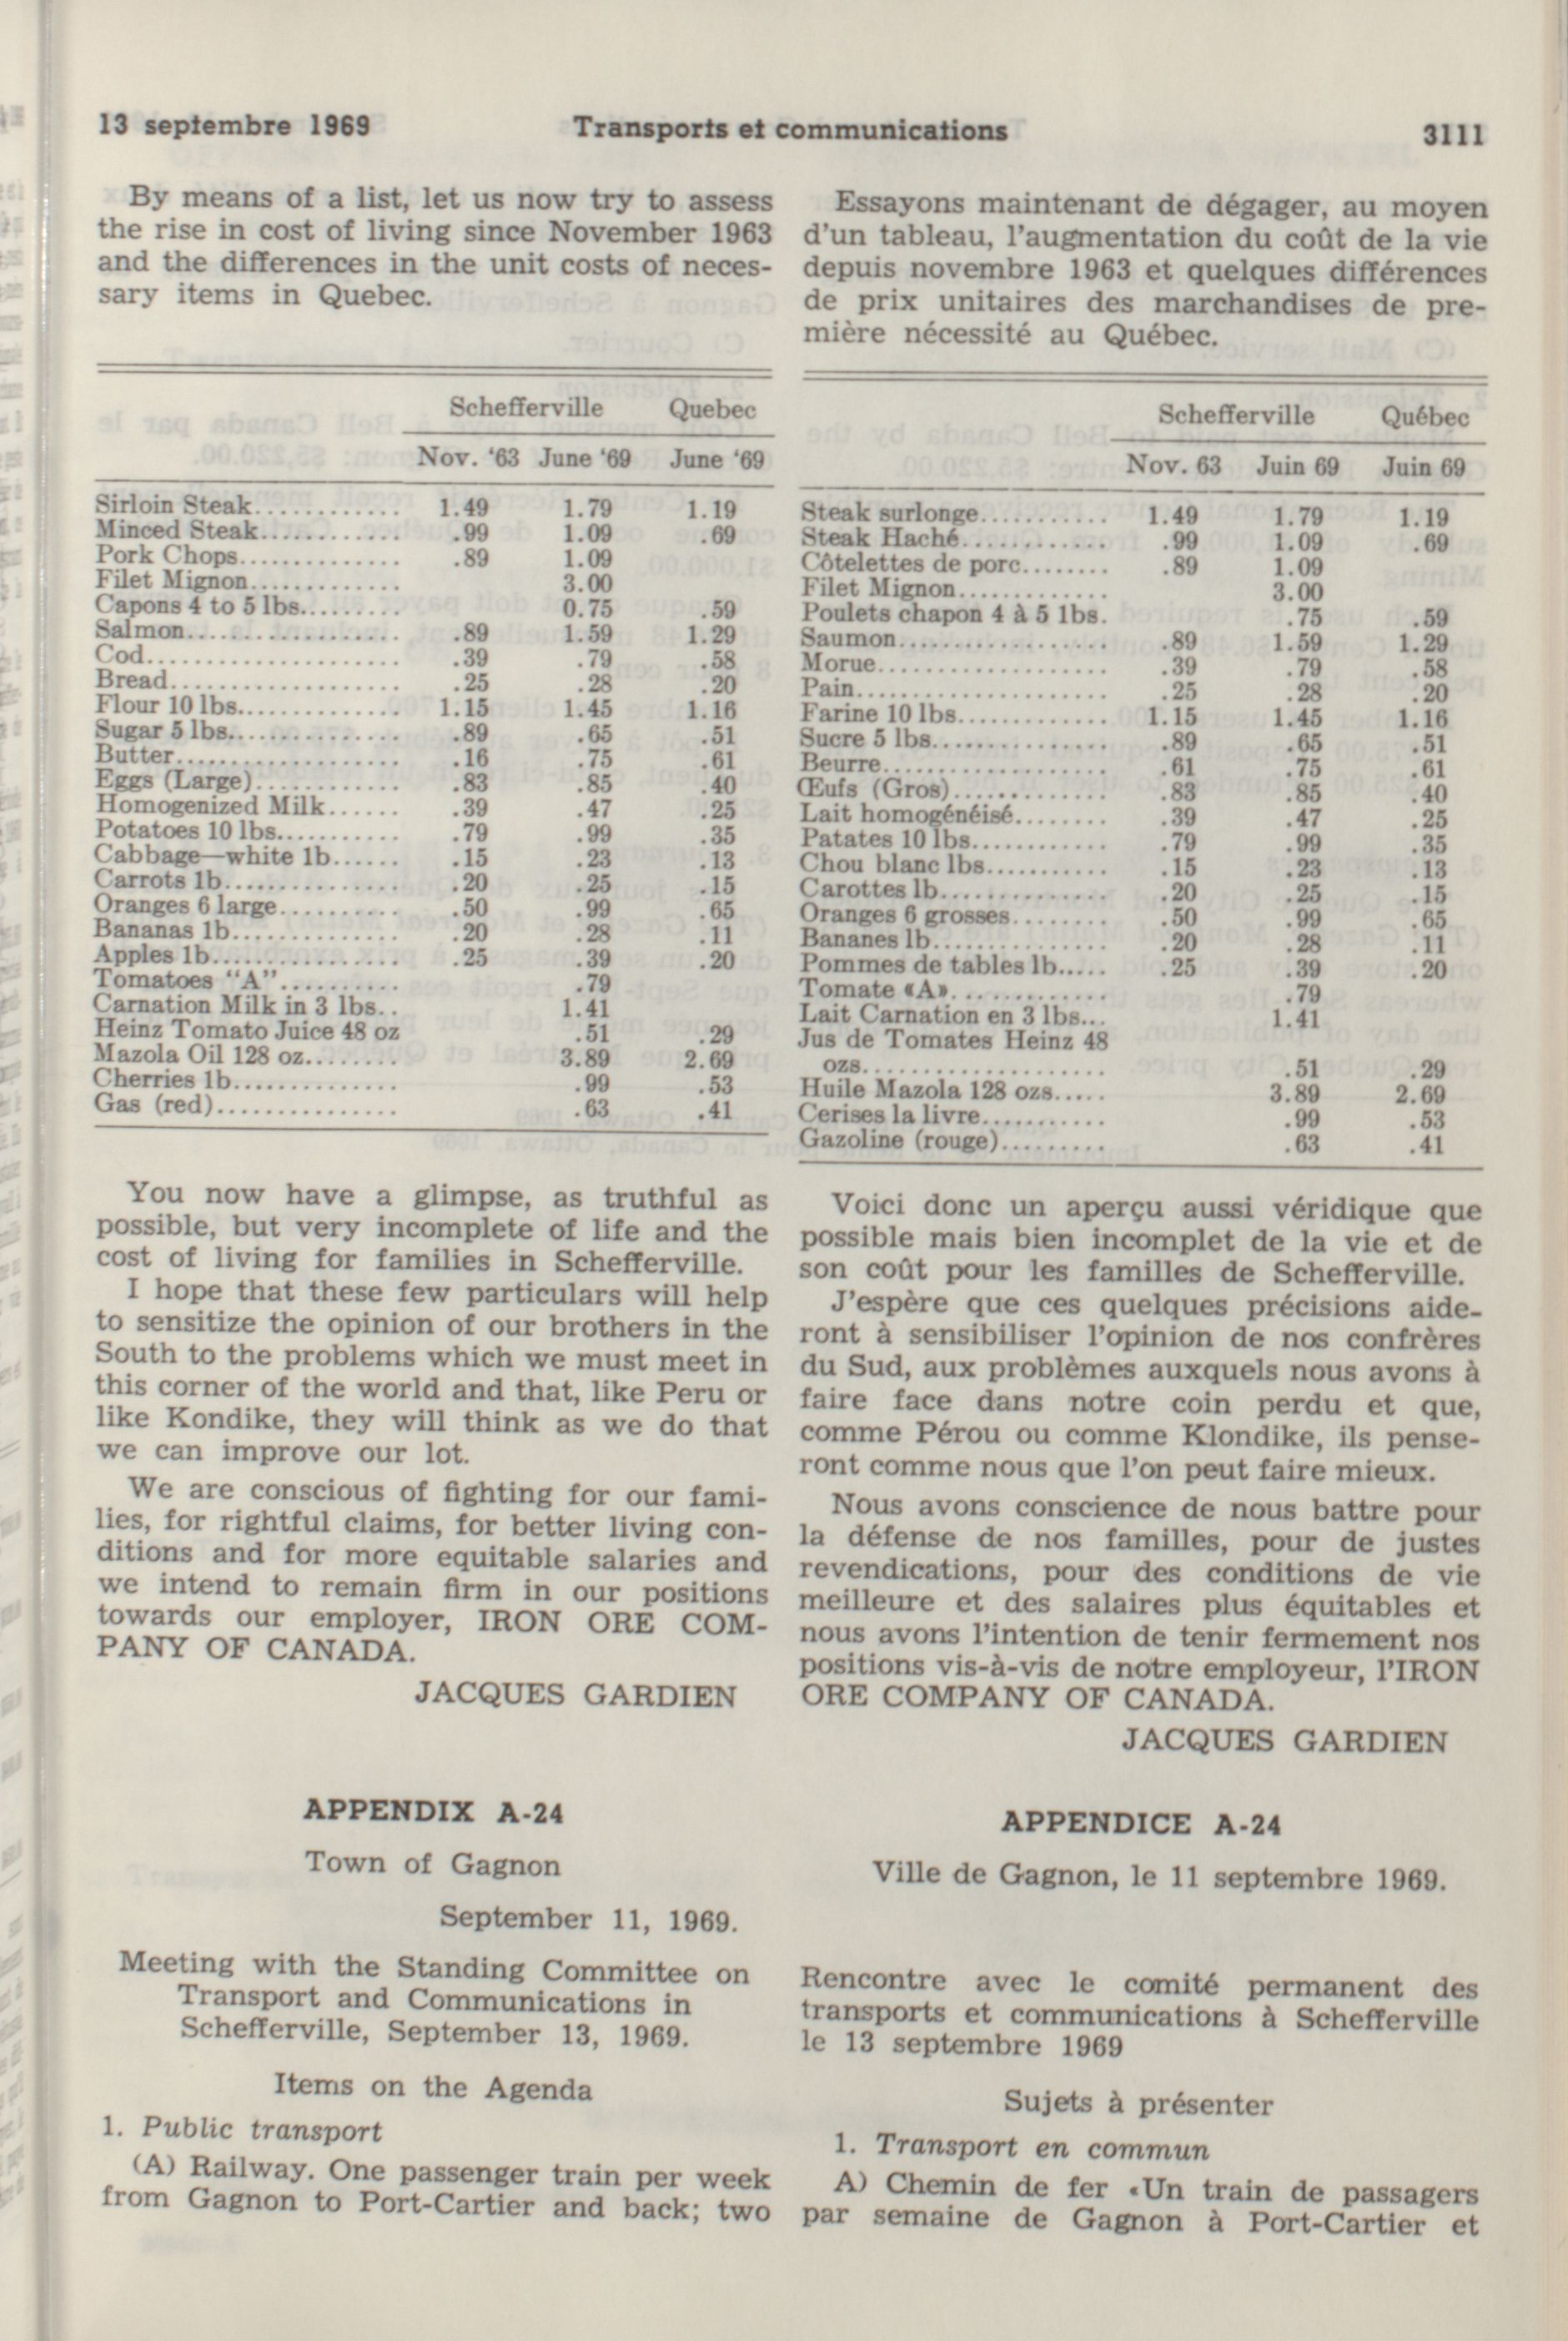 13 septembre 1969 Transports et communications 3111
By means of a list, let us now try to assess
the rise in cost of living since November 1963
and the differences in the unit costs of neces-
sary items in Quebec.
Schefferville Quebec
Nov. ‘63 June ‘69 June ‘69
Sirloin Steak............ 1.49 1.79 1.19
Minced Steak............ .99 1.09 .69
Pork Chops.............. .89 1.09
Filet Mignon............. 3.00
Capons 4 to 5 lbs......... 0.75 .59
Salmon.................. .89 1.59 1.29
Cod..................... .39 .79 .58
Bread................... .25 .28 .20
Flour 10 lbs.............. 1.15 1.45 1.16
Sugar 5 lbs............... .89 .65 .51
Butter................... .16 .75 .61
Eggs (Large)............ .83 .85 .40
Homogenized Milk...... .39 .47 .25
Potatoes 10 lbs........... .79 .99 .35
Cabbage—white 1b...... .15 .23 .13
Carrots 1b............... .20 .25 .15
Oranges 6 large.......... .50 .99 .65
Bananas 1b.............. .20 .28 .11
Apples 1b................ .25 .39 .20
Tomatoes “A”.......... .79
Carnation Milk in 3 lbs.. 1.41
Heinz Tomato Juice 48 oz .51 .29
Mazola Oil 128 oz........ 3.89 2.69
Cherries 1b.............. .99 .53
Gas (red)............... .63 .41
You now have a glimpse, as truthful as
possible, but very incomplete of life and the
cost of living for families in Schefferville.
I hope that these few particulars will help
to sensitize the opinion of our brothers in the
South to the problems which we must meet in
this corner of the world and that, like Peru or
like Kondike, they will think as we do that
we can improve our lot.
We are conscious of fighting for our fami-
lies, for rightful claims, for better living con-
ditions and for more equitable salaries and
we intend to remain firm in our positions
towards our employer, IRON ORE COM-
PANY OF CANADA.
JACQUES GARDIEN
APPENDIX A-24
Town of Gagnon
September 11, 1969.
Meeting with the Standing Committee on
Transport and Communications in
Schefferville, September 13, 1969.
Items on the Agenda
1. Public transport
(A) Railway. One passenger train per week
from Gagnon to Port-Cartier and back; two
Essayons maintenant de dégager, au moyen
d'un tableau, l'augmentation du coût de la vie
depuis novembre 1963 et quelques différences
de prix unitaires des marchandises de pre-
mière nécessité au Québec.
Schefferville Québec
Nov. 63 Juin 69 Juin 69
Steak surlonge........... 1.49 1.79 1.19
Steak Haché............. .99 1.09 .69
Côtelettes de porc........ .89 1.09
Filet Mignon............. 3.00
Poulets chapon 4 à 5 lbs. .75 .59
Saumon.................. .89 1.59 1.29
Morue.................... .39 .79 .58
Pain...................... .25 .28 .20
Farine 10 lbs............. 1.15 1.45 1.16
Sucre 5 lbs............... .89 .65 .51
Beurre................... .61 .75 .61
Œufs (Gros)............. .83 .85 .40
Lait homogénéisé........ .39 .47 .25
Patates 10 lbs............ .79 .99 .35
Chou blanc lbs........... .15 .23 .13
Carottes lb............... .20 .25 .15
Oranges 6 grosses........ .50 .99 .65
Bananes lb............... .20 .28 .11
Pommes de tables lb..... .25 .39 .20
Tomate «A»............. .79
Lait Carnation en 3 lbs... 1.41
Jus de Tomates Heinz 48
ozs..................... .51 .29
Huile Mazola 128 ozs..... 3.89 2.69
Cerises la livre........... .99 .53
Gazoline (rouge)......... .63 .41
Voici donc un aperçu aussi véridique que
possible mais bien incomplet de la vie et de
son coût pour les familles de Schefferville.
J'espère que ces quelques précisions aide-
ront à sensibiliser l'opinion de nos confrères
du Sud, aux problèmes auxquels nous avons à
faire face dans notre coin perdu et que,
comme Pérou ou comme Klondike, ils pense-
ront comme nous que l'on peut faire mieux.
Nous avons conscience de nous battre pour
la défense de nos familles, pour de justes
revendications, pour des conditions de vie
meilleure et des salaires plus équitables et
nous avons l'intention de tenir fermement nos
positions vis-à-vis de notre employeur, l'IRON
ORE COMPANY OF CANADA.
JACQUES GARDIEN
APPENDICE A-24
Ville de Gagnon, le 11 septembre 1969.
Rencontre avec le comité permanent des
transports et communications à Schefferville
le 13 septembre 1969
Sujets à présenter
1. Transport en commun
A) Chemin de fer «Un train de passagers
par semaine de Gagnon à Port-Cartier et